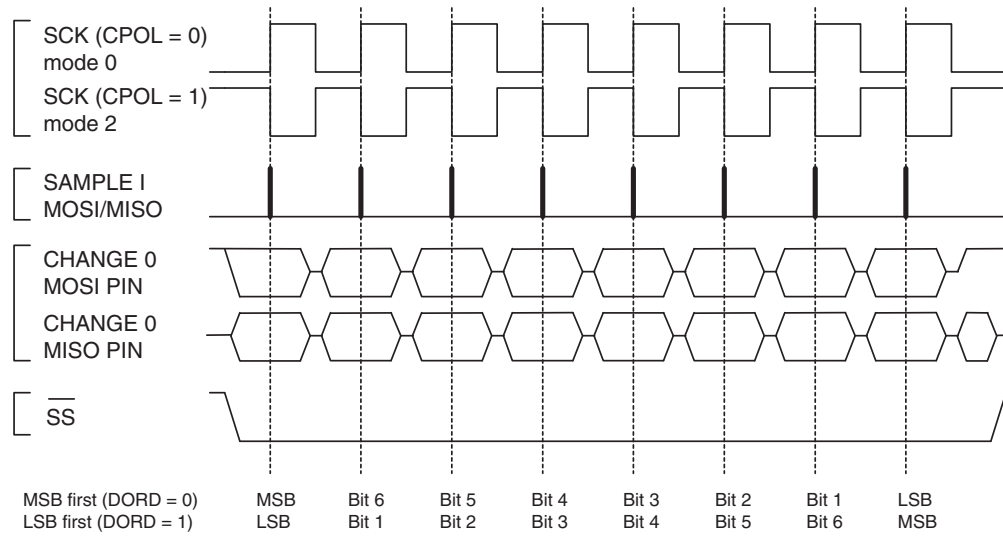 SCK (CPOL = 0)
mode 0
SCK (CPOL = 1)
mode 2
SAMPLE I
MOSI/MISO
CHANGE 0
MOSI PIN
CHANGE 0
MISO PIN
SS
MSB first (DORD = 0) MSB Bit 6 Bit 5 Bit 4 Bit 3 Bit 2 Bit 1 LSB
LSB first (DORD = 1) LSB Bit 1 Bit 2 Bit 3 Bit 4 Bit 5 Bit 6 MSB